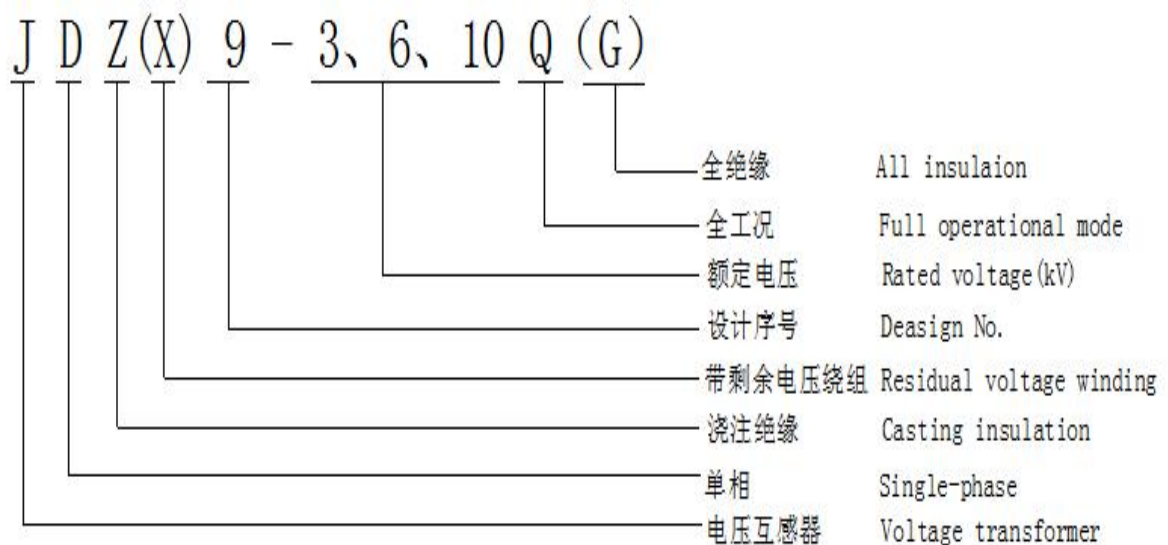 JDZ(X)9-3、6、10Q(G)
全绝缘 All insulaion
全工况 Full operational mode
额定电压 Rated voltage(kV)
设计序号 Deasign No.
带剩余电压绕组 Residual voltage winding
浇注绝缘 Casting insulation
单相 Single-phase
电压互感器 Voltage transformer